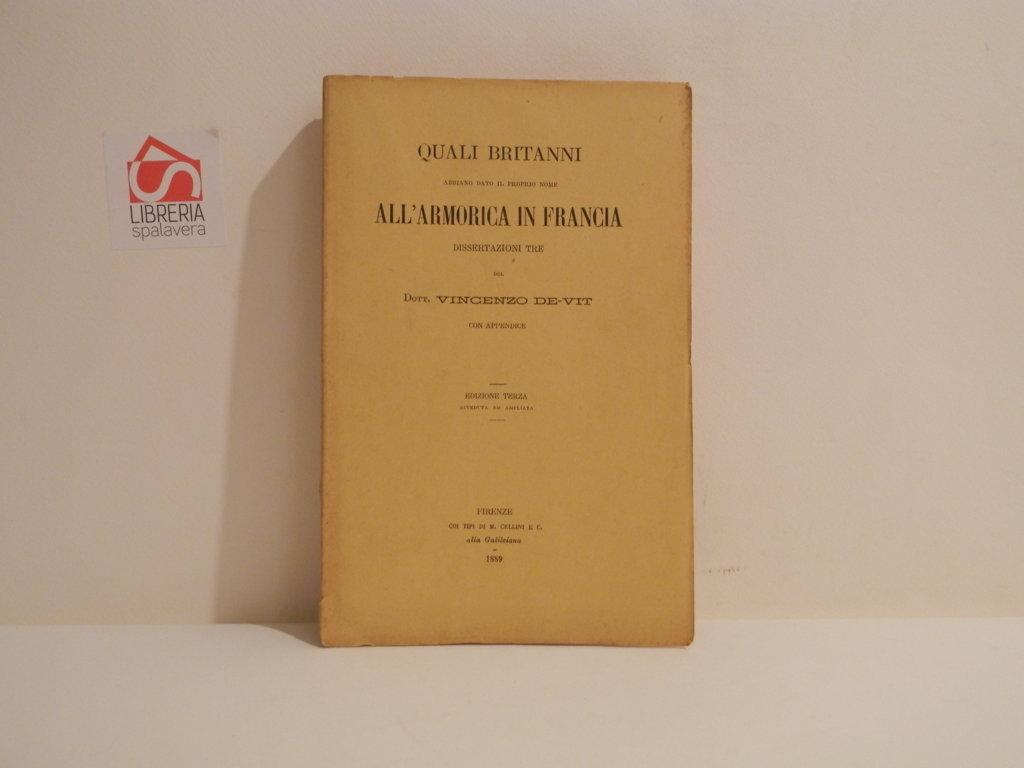 LIBRERIA
spalavera
QUALI BRITANNI
ABBIANO DATO IL PROPRIO NOME
ALL'ARMORICA IN FRANCIA
DISSERTAZIONI TRE
DEL
Dott. VINCENZO DE-VIT
CON APPENDICE
EDIZIONE TERZA
RIVEDUTA ED AMPLIATA
FIRENZE
COI TIPI DI M. CELLINI E C.
alla Galileiana
1889